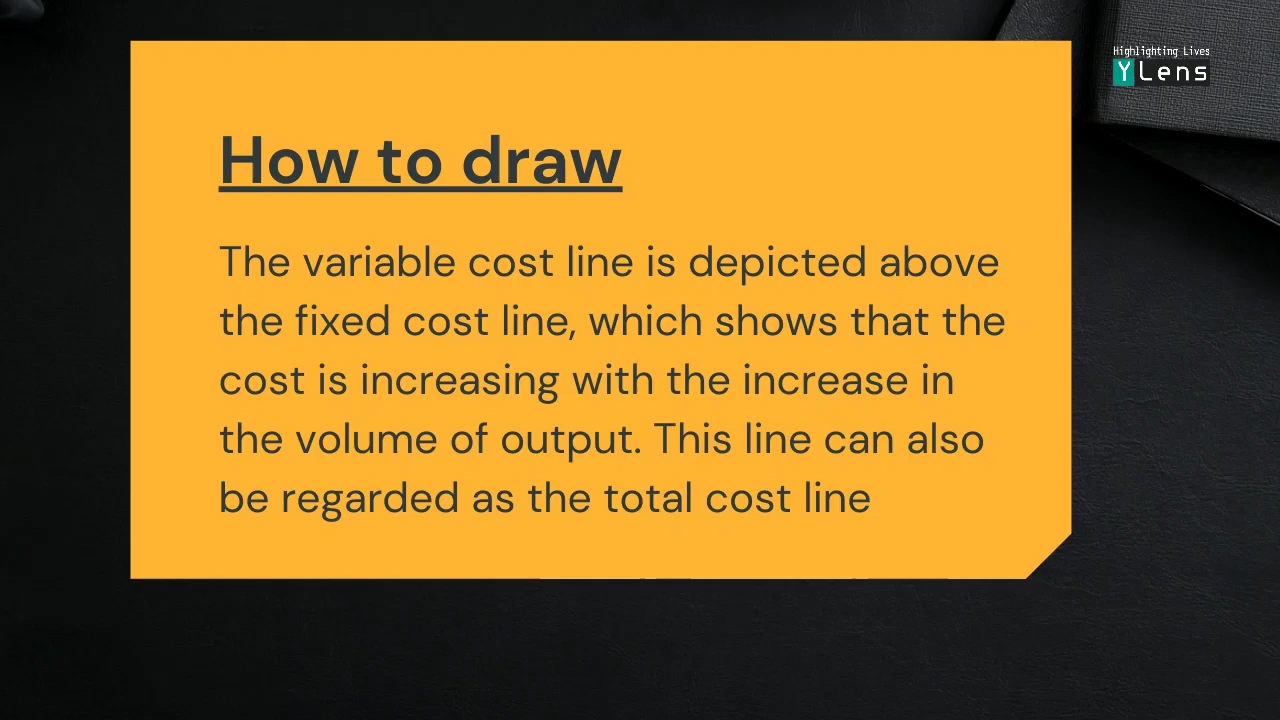 Highlighting Lives
YLens
How to draw
The variable cost line is depicted above
the fixed cost line, which shows that the
cost is increasing with the increase in
the volume of output. This line can also
be regarded as the total cost line